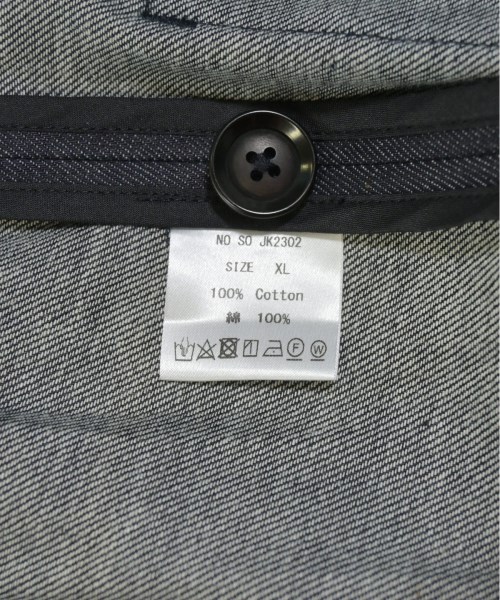 NO SO JK2302
SIZE XL
100% Cotton
綿 100%
F W